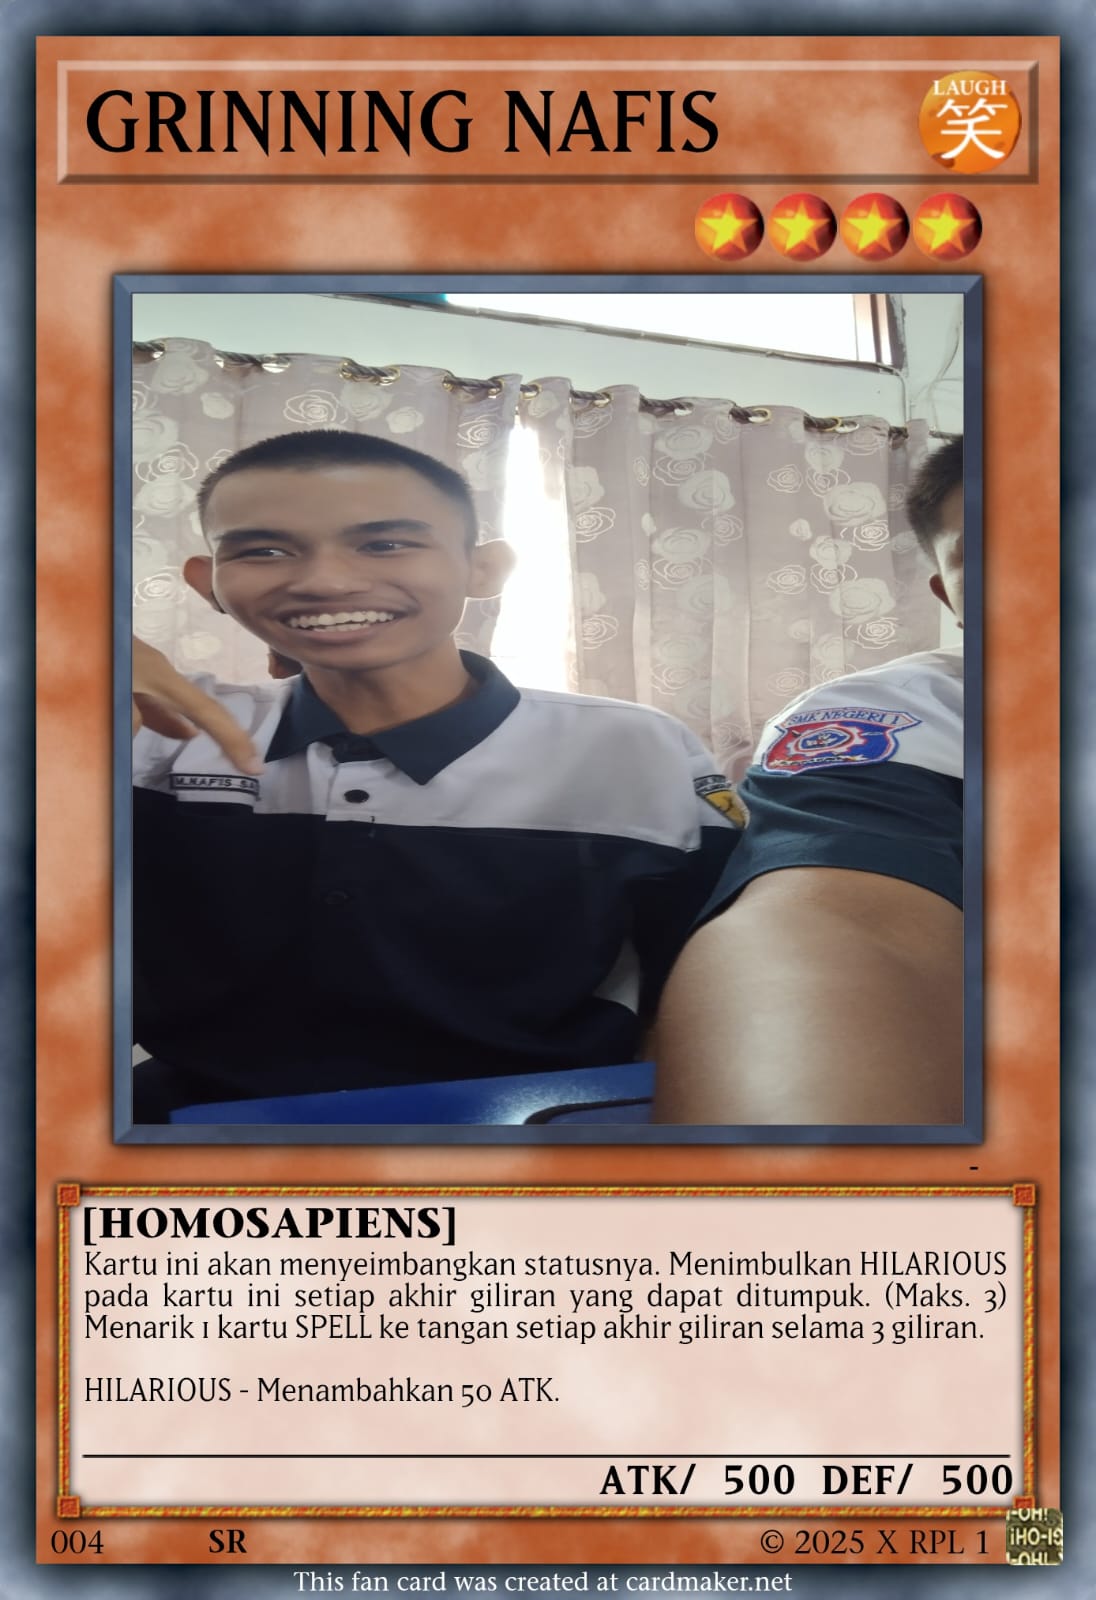 GRINNING NAFIS
LAUGH
笑
SMK NEGERI 1
M.NAFIS SA
-
[HOMOSAPIENS]
Kartu ini akan menyeimbangkan statusnya. Menimbulkan HILARIOUS
pada kartu ini setiap akhir giliran yang dapat ditumpuk. (Maks. 3)
Menarik 1 kartu SPELL ke tangan setiap akhir giliran selama 3 giliran.
HILARIOUS - Menambahkan 50 ATK.
ATK/ 500 DEF/ 500
004 SR © 2025 X RPL 1
This fan card was created at cardmaker.net